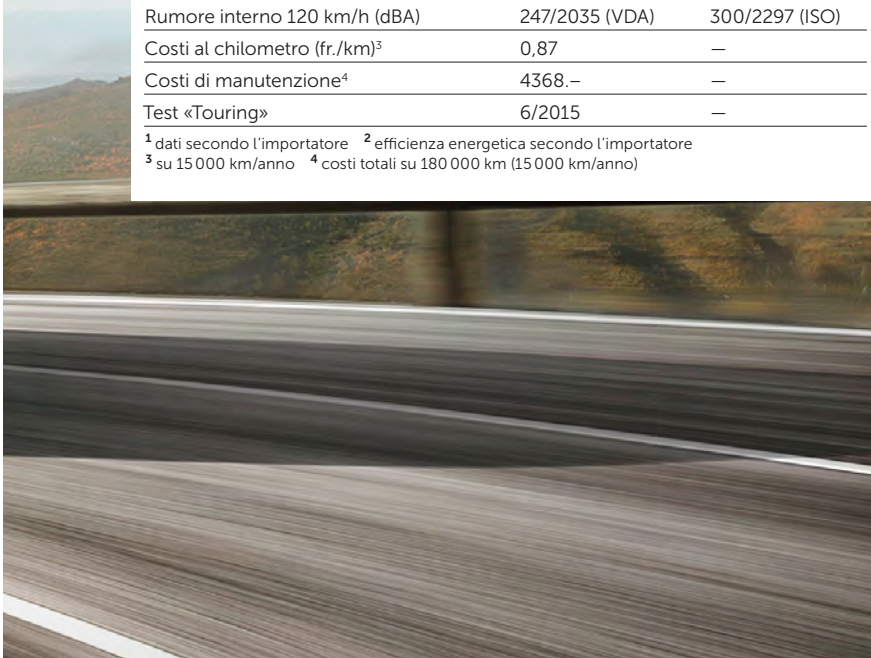 Rumore interno 120 km/h (dBA) 247/2035 (VDA) 300/2297 (ISO)
Costi al chilometro (fr./km)³ 0,87 —
Costi di manutenzione⁴ 4368.– —
Test «Touring» 6/2015 —
¹ dati secondo l’importatore ² efficienza energetica secondo l’importatore
³ su 15 000 km/anno ⁴ costi totali su 180 000 km (15 000 km/anno)